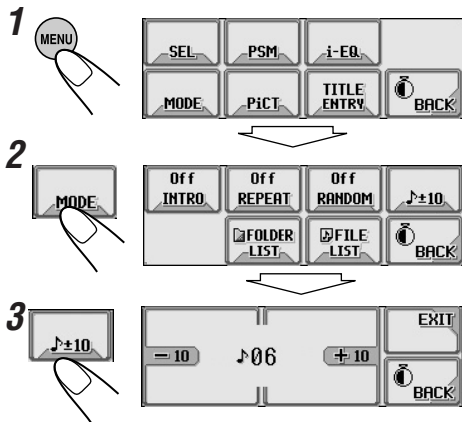 1
MENU
SEL PSM i-EQ
MODE PiCT TITLE ENTRY BACK
2
MODE
Off INTRO Off REPEAT Off RANDOM ♪±10
FOLDER LIST FILE LIST BACK
3
♪±10
EXIT
– 10 ♪06 + 10
BACK